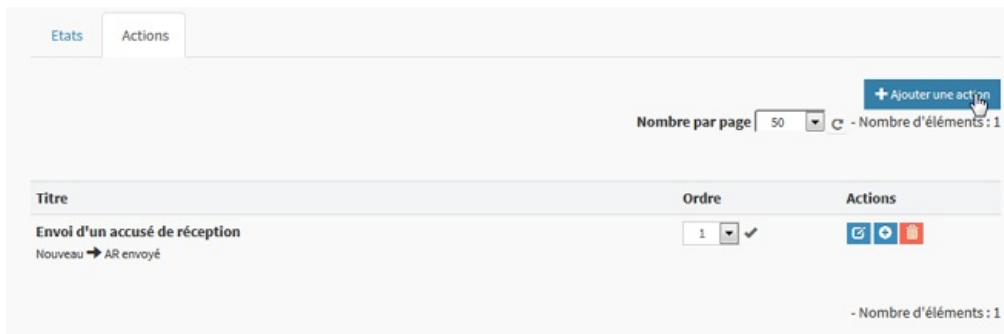 Etats Actions
Ajouter une action
Nombre par page 50 - Nombre d'éléments : 1
Titre Ordre Actions
Envoi d'un accusé de réception 1
Nouveau ➔ AR envoyé
- Nombre d'éléments : 1